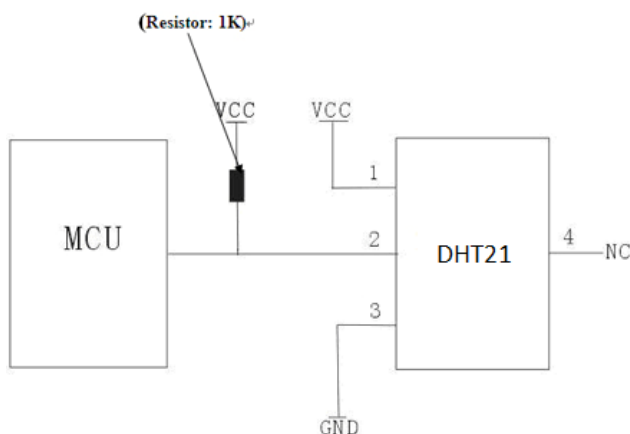 (Resistor: 1K)
VCC
VCC
1
MCU
2
DHT21
4
NC
3
GND